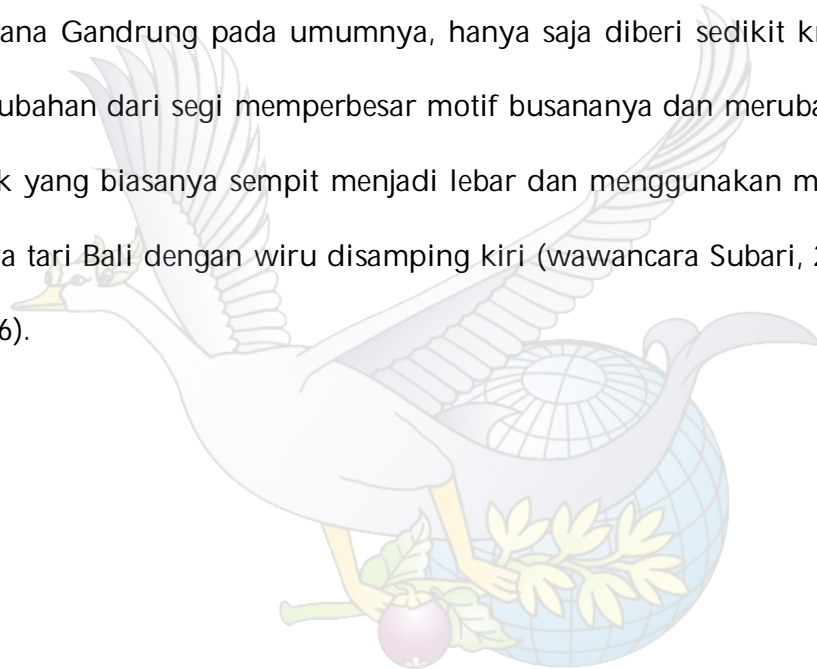 ana Gandrung pada umumnya, hanya saja diberi sedikit k
ubahan dari segi memperbesar motif busananya dan meruba
k yang biasanya sempit menjadi lebar dan menggunakan m
a tari Bali dengan wiru disamping kiri (wawancara Subari, 2
6).